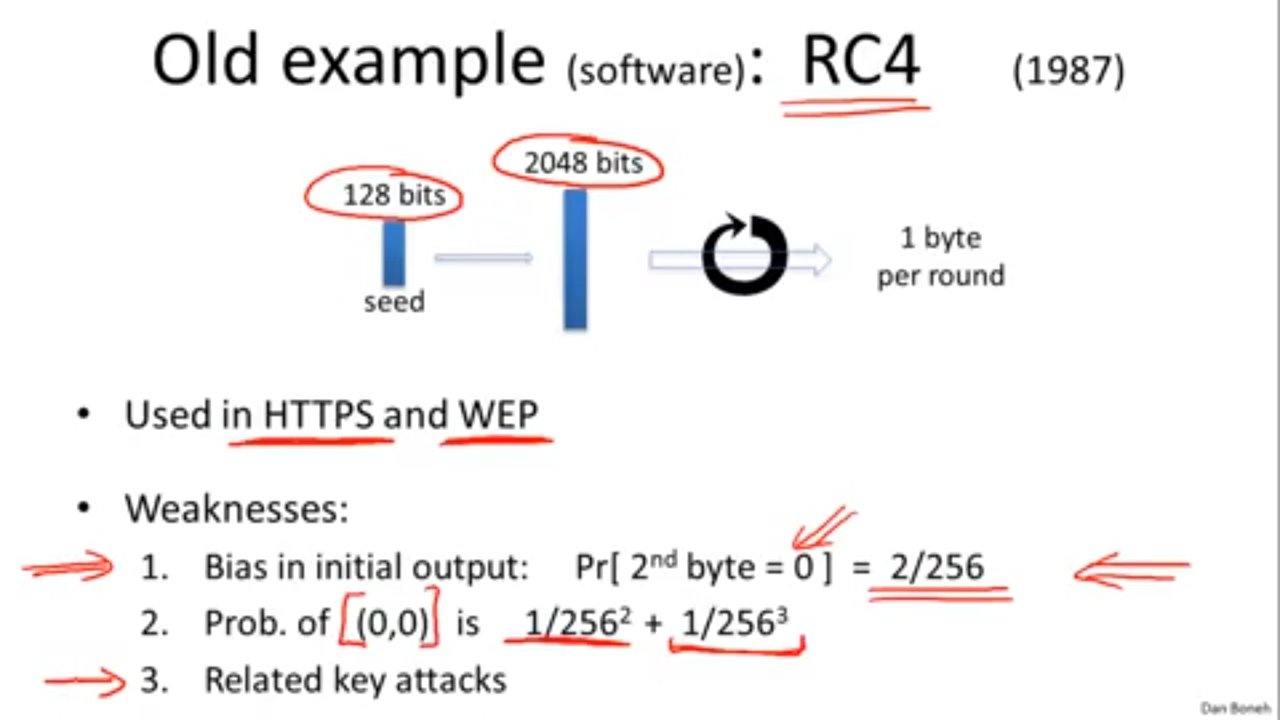 Old example (software): RC4 (1987)
2048 bits
128 bits
1 byte
per round
seed
• Used in HTTPS and WEP
• Weaknesses:
1. Bias in initial output: Pr[ 2nd byte = 0 ] = 2/256
2. Prob. of (0,0) is 1/256² + 1/256³
3. Related key attacks
Dan Boneh